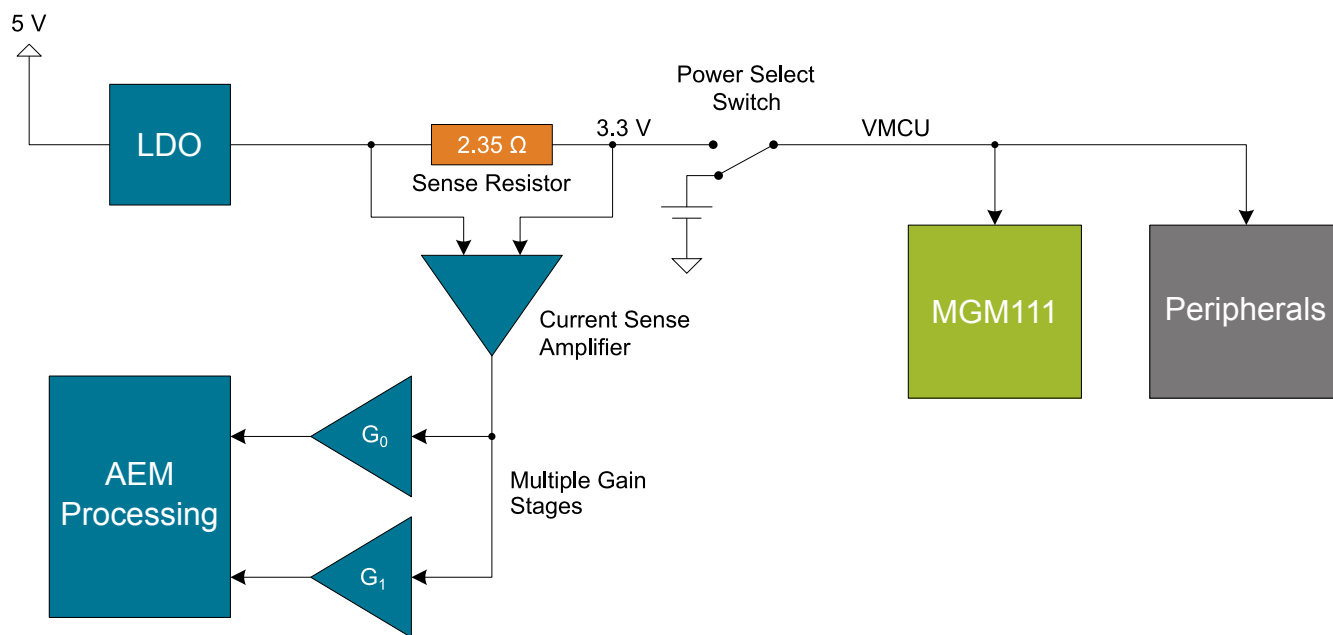 5 V
Power Select
Switch
LDO
2.35 Ω
3.3 V
VMCU
Sense Resistor
MGM111
Peripherals
Current Sense
Amplifier
AEM
Processing
G₀
Multiple Gain
Stages
G₁